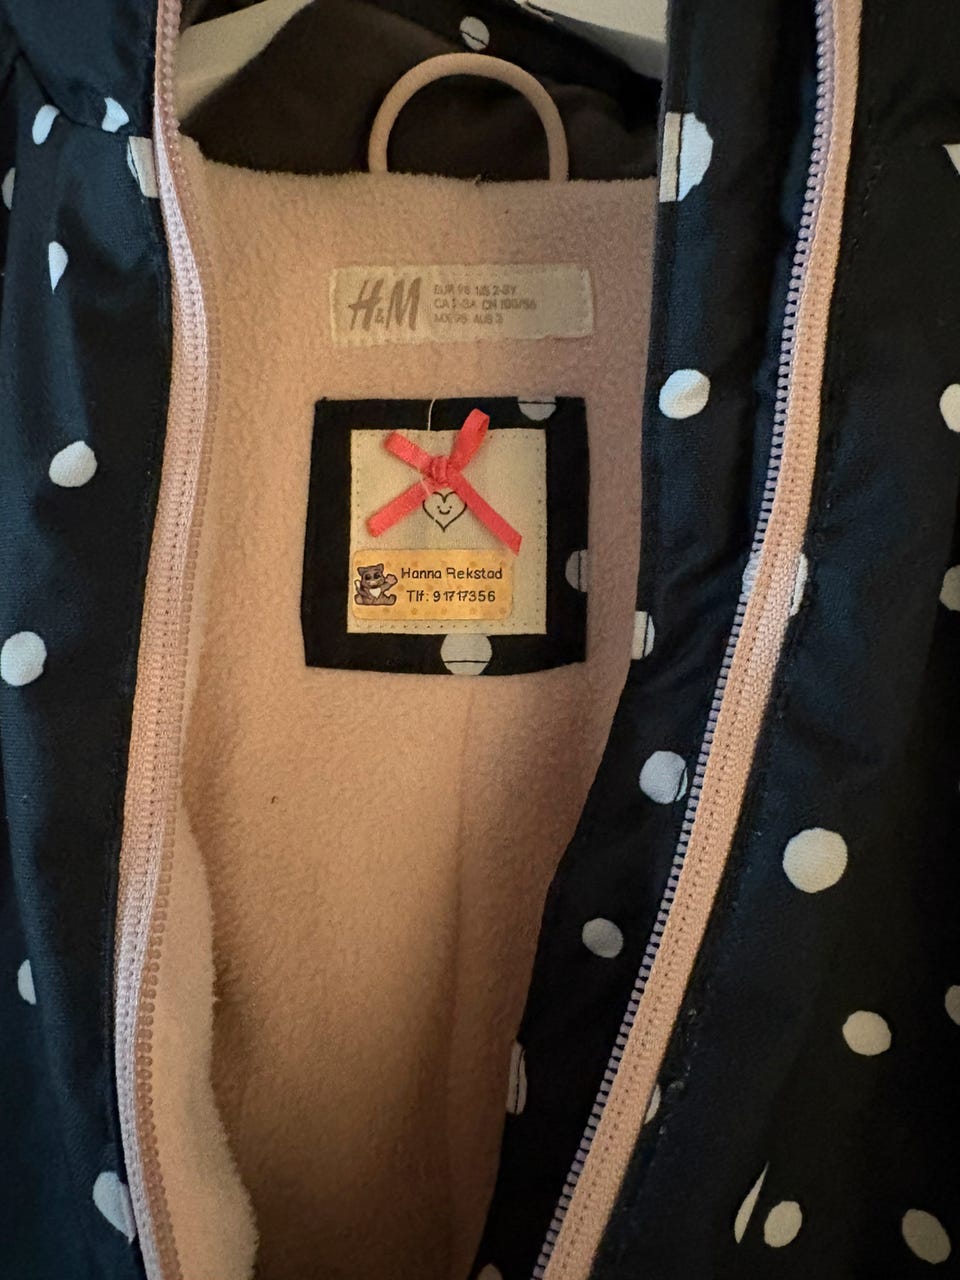 H&M
EUR 98 US 2-3Y
CA 2-3A CN 100/56
MX 98 AUS 3
Hanna Rekstad
Tlf: 91717356